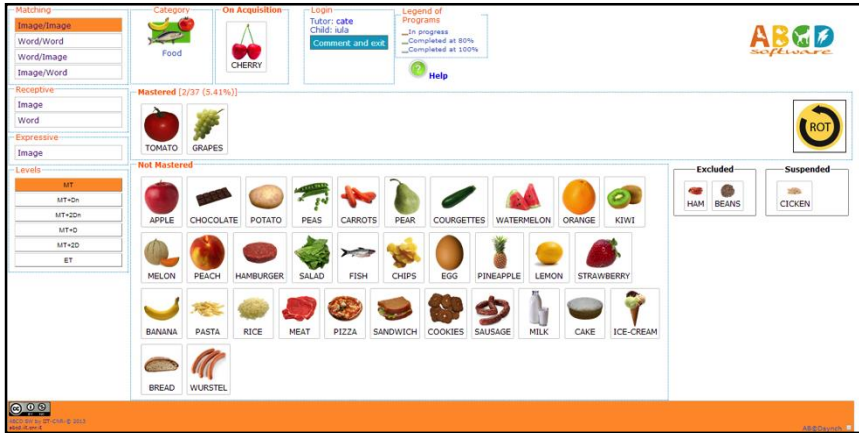 Matching
Image/Image
Word/Word
Word/Image
Image/Word
Receptive
Image
Word
Expressive
Image
Levels
MT
MT+Dn
MT+2Dn
MT+D
MT+2D
ET
Category
Food
On Acquisition
CHERRY
Login
Tutor: cate
Child: iula
Comment and exit
Legend of
Programs
In progress
Completed at 80%
Completed at 100%
Help
ABCD
software
Mastered [2/37 (5.41%)]
TOMATO GRAPES
ROT
Not Mastered
APPLE CHOCOLATE POTATO PEAS CARROTS PEAR COURGETTES WATERMELON ORANGE KIWI
MELON PEACH HAMBURGER SALAD FISH CHIPS EGG PINEAPPLE LEMON STRAWBERRY
BANANA PASTA RICE MEAT PIZZA SANDWICH COOKIES SAUSAGE MILK CAKE ICE-CREAM
BREAD WURSTEL
Excluded
HAM BEANS
Suspended
CICKEN